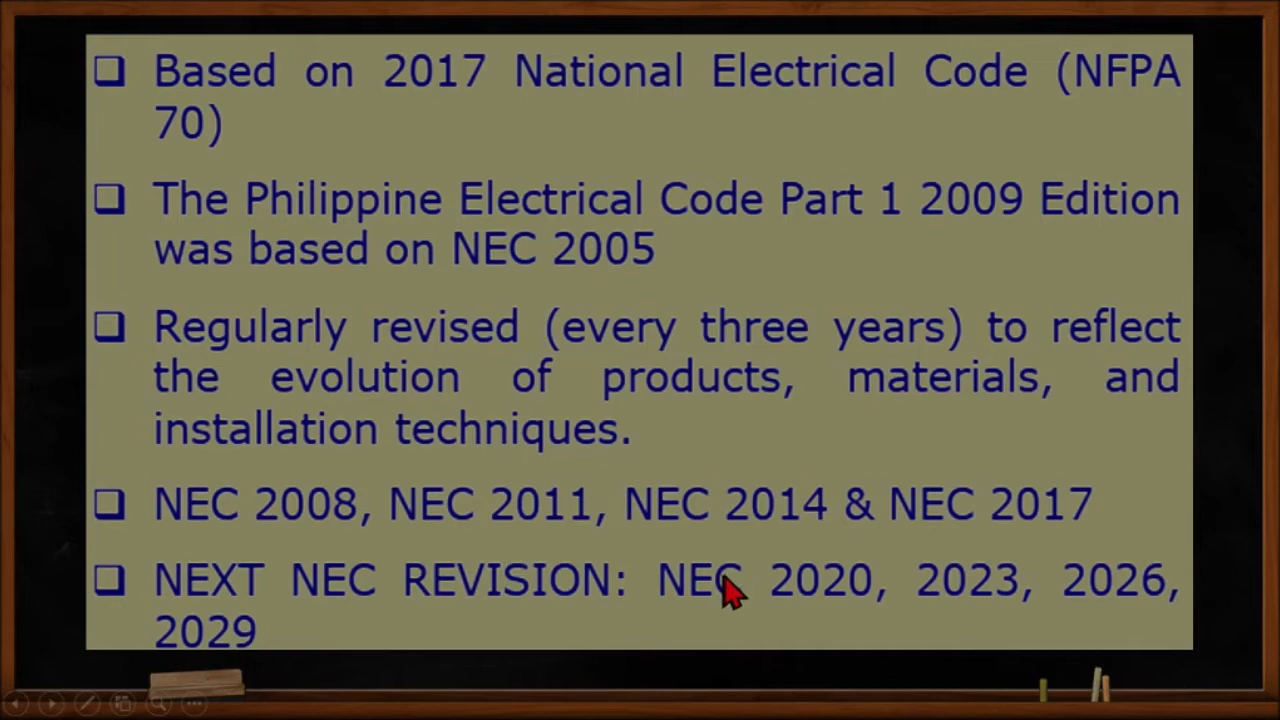 ❑ Based on 2017 National Electrical Code (NFPA
70)
❑ The Philippine Electrical Code Part 1 2009 Edition
was based on NEC 2005
❑ Regularly revised (every three years) to reflect
the evolution of products, materials, and
installation techniques.
❑ NEC 2008, NEC 2011, NEC 2014 & NEC 2017
❑ NEXT NEC REVISION: NEC 2020, 2023, 2026,
2029